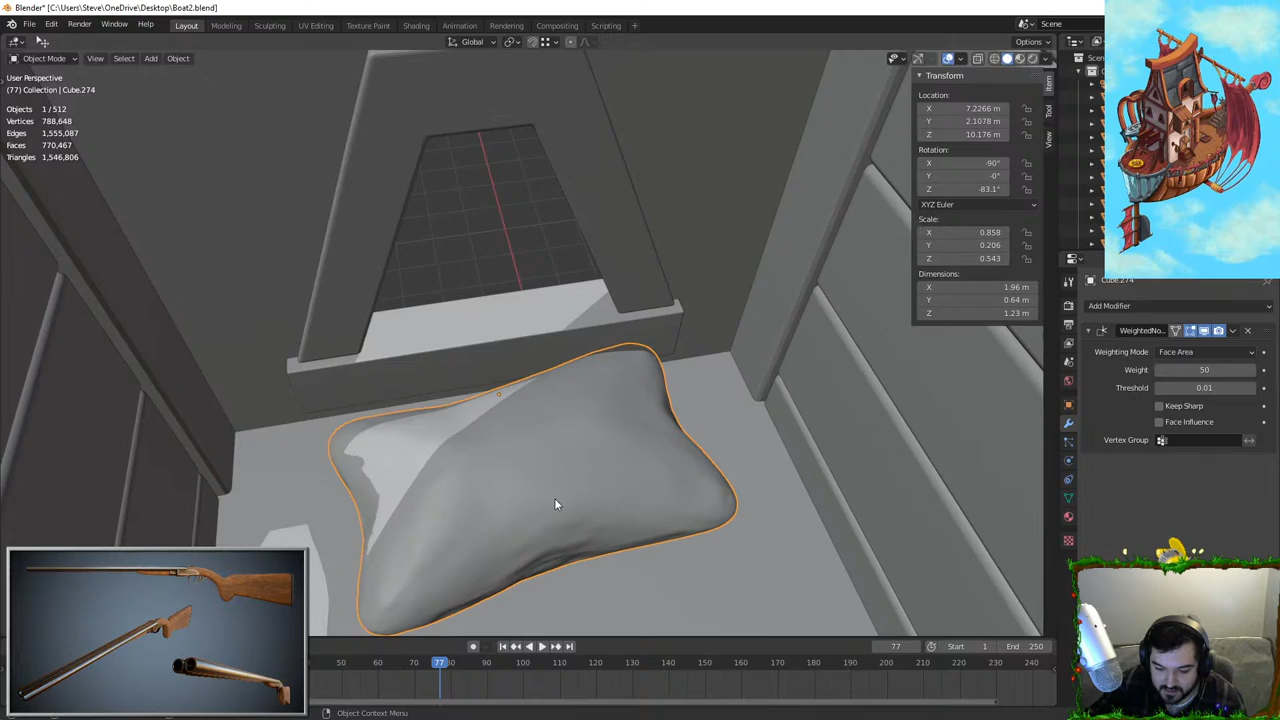 Blender* [C:\Users\Steve\OneDrive\Desktop\Boat2.blend]
File Edit Render Window Help Layout Modeling Sculpting UV Editing Texture Paint Shading Animation Rendering Compositing Scripting + Scene
Global Options
Object Mode View Select Add Object
User Perspective
(77) Collection | Cube.274
Objects 1 / 512
Vertices 788,648
Edges 1,555,087
Faces 770,467
Triangles 1,546,806
Transform
Location:
X 7.2266 m
Y 2.1078 m
Z 10.176 m
Rotation:
X -90°
Y -0°
Z -83.1°
XYZ Euler
Scale:
X 0.858
Y 0.206
Z 0.543
Dimensions:
X 1.96 m
Y 0.64 m
Z 1.23 m
Item
Tool
View
Cube.274
Add Modifier
WeightedNo...
Weighting Mode Face Area
Weight 50
Threshold 0.01
Keep Sharp
Face Influence
Vertex Group
77 Start 1 End 250
50 60 70 77 80 90 100 110 120 130 140 150 160 170 180 190 200 210 220 230 240
Object Context Menu